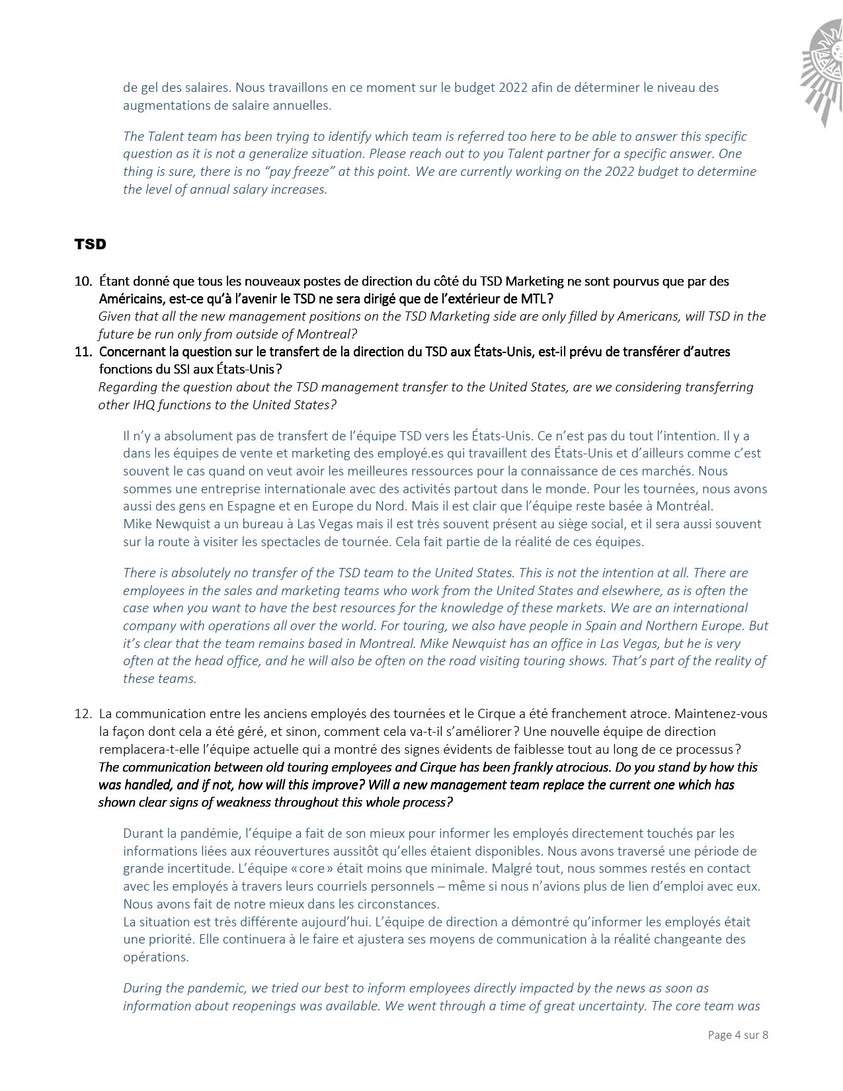 de gel des salaires. Nous travaillons en ce moment sur le budget 2022 afin de déterminer le niveau des
augmentations de salaire annuelles.
The Talent team has been trying to identify which team is referred too here to be able to answer this specific
question as it is not a generalize situation. Please reach out to you Talent partner for a specific answer. One
thing is sure, there is no “pay freeze” at this point. We are currently working on the 2022 budget to determine
the level of annual salary increases.
TSD
10. Étant donné que tous les nouveaux postes de direction du côté du TSD Marketing ne sont pourvus que par des
Américains, est-ce qu’à l’avenir le TSD ne sera dirigé que de l’extérieur de MTL?
Given that all the new management positions on the TSD Marketing side are only filled by Americans, will TSD in the
future be run only from outside of Montreal?
11. Concernant la question sur le transfert de la direction du TSD aux États-Unis, est-il prévu de transférer d’autres
fonctions du SSI aux États-Unis?
Regarding the question about the TSD management transfer to the United States, are we considering transferring
other IHQ functions to the United States?
Il n’y a absolument pas de transfert de l’équipe TSD vers les États-Unis. Ce n’est pas du tout l’intention. Il y a
dans les équipes de vente et marketing des employé.es qui travaillent des États-Unis et d’ailleurs comme c’est
souvent le cas quand on veut avoir les meilleures ressources pour la connaissance de ces marchés. Nous
sommes une entreprise internationale avec des activités partout dans le monde. Pour les tournées, nous avons
aussi des gens en Espagne et en Europe du Nord. Mais il est clair que l’équipe reste basée à Montréal.
Mike Newquist a un bureau à Las Vegas mais il est très souvent présent au siège social, et il sera aussi souvent
sur la route à visiter les spectacles de tournée. Cela fait partie de la réalité de ces équipes.
There is absolutely no transfer of the TSD team to the United States. This is not the intention at all. There are
employees in the sales and marketing teams who work from the United States and elsewhere, as is often the
case when you want to have the best resources for the knowledge of these markets. We are an international
company with operations all over the world. For touring, we also have people in Spain and Northern Europe. But
it’s clear that the team remains based in Montreal. Mike Newquist has an office in Las Vegas, but he is very
often at the head office, and he will also be often on the road visiting touring shows. That’s part of the reality of
these teams.
12. La communication entre les anciens employés des tournées et le Cirque a été franchement atroce. Maintenez-vous
la façon dont cela a été géré, et sinon, comment cela va-t-il s’améliorer? Une nouvelle équipe de direction
remplacera-t-elle l’équipe actuelle qui a montré des signes évidents de faiblesse tout au long de ce processus?
The communication between old touring employees and Cirque has been frankly atrocious. Do you stand by how this
was handled, and if not, how will this improve? Will a new management team replace the current one which has
shown clear signs of weakness throughout this whole process?
Durant la pandémie, l’équipe a fait de son mieux pour informer les employés directement touchés par les
informations liées aux réouvertures aussitôt qu’elles étaient disponibles. Nous avons traversé une période de
grande incertitude. L’équipe «core» était moins que minimale. Malgré tout, nous sommes restés en contact
avec les employés à travers leurs courriels personnels – même si nous n’avions plus de lien d’emploi avec eux.
Nous avons fait de notre mieux dans les circonstances.
La situation est très différente aujourd’hui. L’équipe de direction a démontré qu’informer les employés était
une priorité. Elle continuera à le faire et ajustera ses moyens de communication à la réalité changeante des
opérations.
During the pandemic, we tried our best to inform employees directly impacted by the news as soon as
information about reopenings was available. We went through a time of great uncertainty. The core team was
Page 4 sur 8